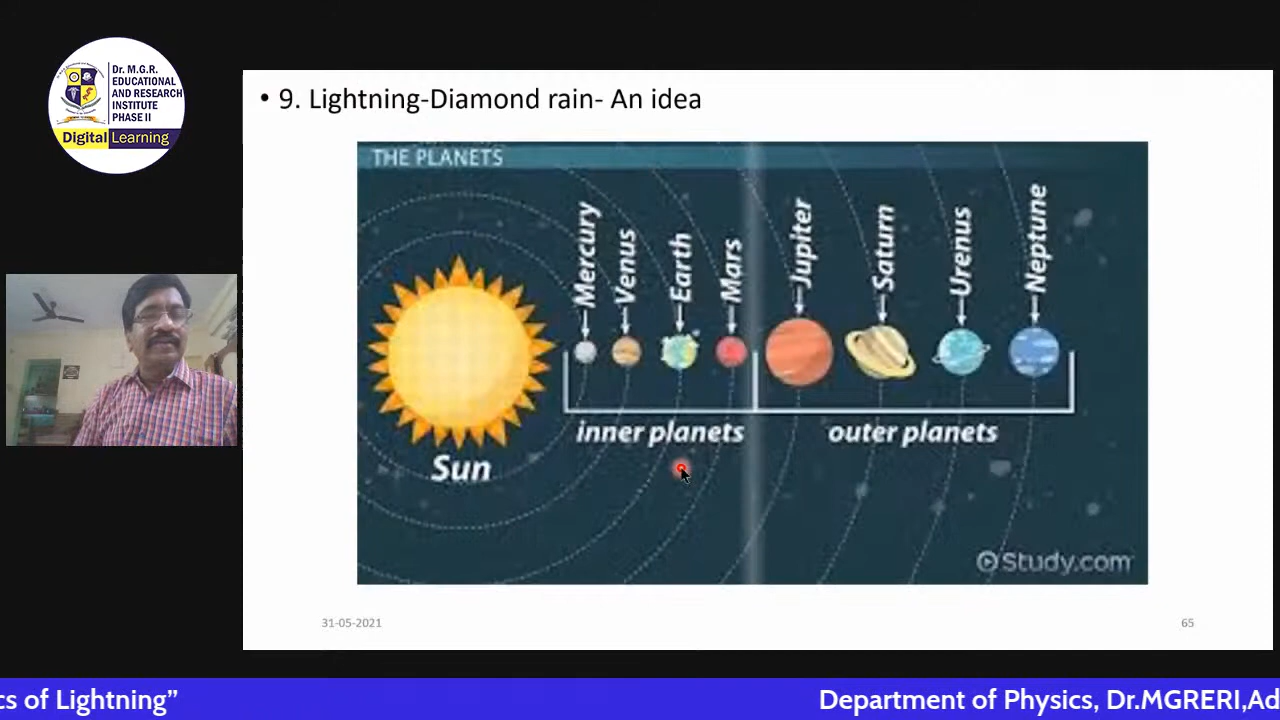 Dr. M.G.R.
EDUCATIONAL
AND RESEARCH
INSTITUTE
PHASE II
Digital Learning
• 9. Lightning-Diamond rain- An idea
THE PLANETS
Mercury
Venus
Earth
Mars
Jupiter
Saturn
Urenus
Neptune
inner planets
outer planets
Sun
Study.com
31-05-2021
65
cs of Lightning”
Department of Physics, Dr.MGRERI,Ad